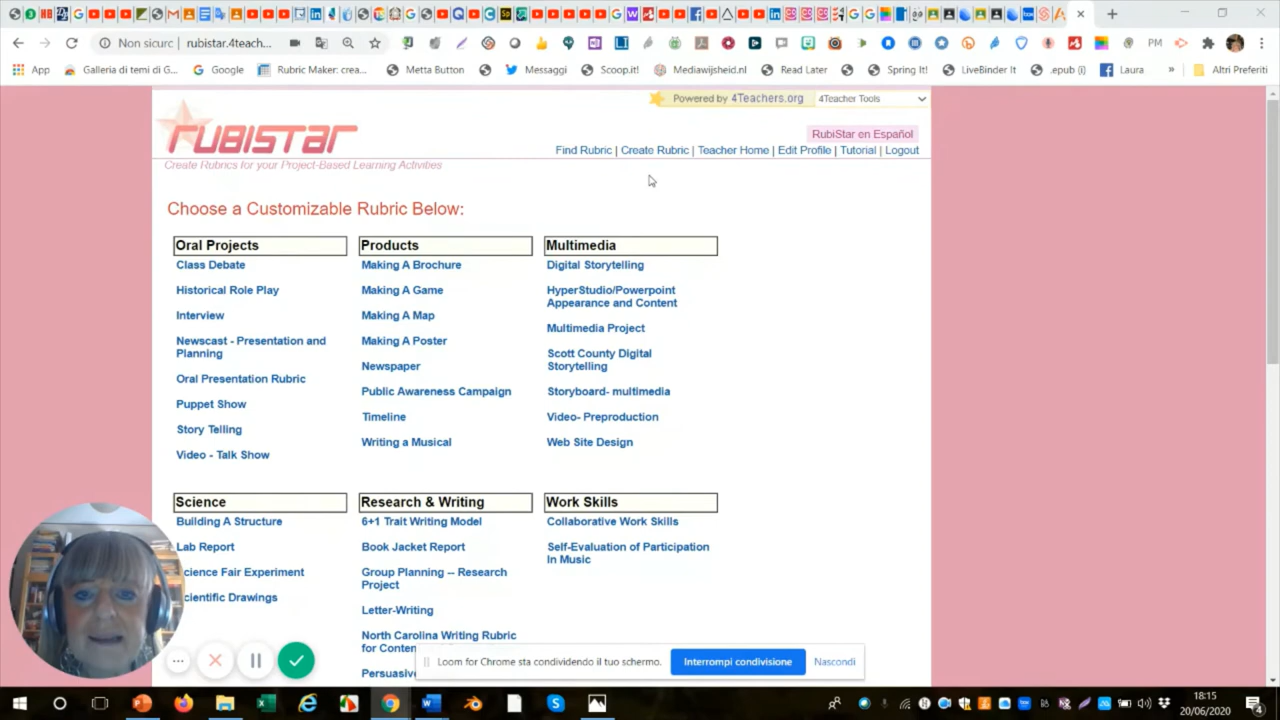 Non sicurc
rubistar.4teach...
PM
App
Galleria di temi di G...
Google
Rubric Maker: crea...
Metta Button
Messaggi
Scoop.it!
Mediawijsheid.nl
Read Later
Spring It!
LiveBinder It
.epub (i)
Laura
»
Altri Preferiti
Powered by 4Teachers.org
4Teacher Tools
RUBISTAR
RubiStar en Español
Find Rubric | Create Rubric | Teacher Home | Edit Profile | Tutorial | Logout
Create Rubrics for your Project-Based Learning Activities
Choose a Customizable Rubric Below:
Oral Projects
Class Debate
Historical Role Play
Interview
Newscast - Presentation and
Planning
Oral Presentation Rubric
Puppet Show
Story Telling
Video - Talk Show
Products
Making A Brochure
Making A Game
Making A Map
Making A Poster
Newspaper
Public Awareness Campaign
Timeline
Writing a Musical
Multimedia
Digital Storytelling
HyperStudio/Powerpoint
Appearance and Content
Multimedia Project
Scott County Digital
Storytelling
Storyboard- multimedia
Video- Preproduction
Web Site Design
Science
Building A Structure
Lab Report
cience Fair Experiment
cientific Drawings
Research & Writing
6+1 Trait Writing Model
Book Jacket Report
Group Planning -- Research
Project
Letter-Writing
North Carolina Writing Rubric
for Conten
Persuasive
Work Skills
Collaborative Work Skills
Self-Evaluation of Participation
In Music
Loom for Chrome sta condividendo il tuo schermo.
Interrompi condivisione
Nascondi
18:15
20/06/2020
4